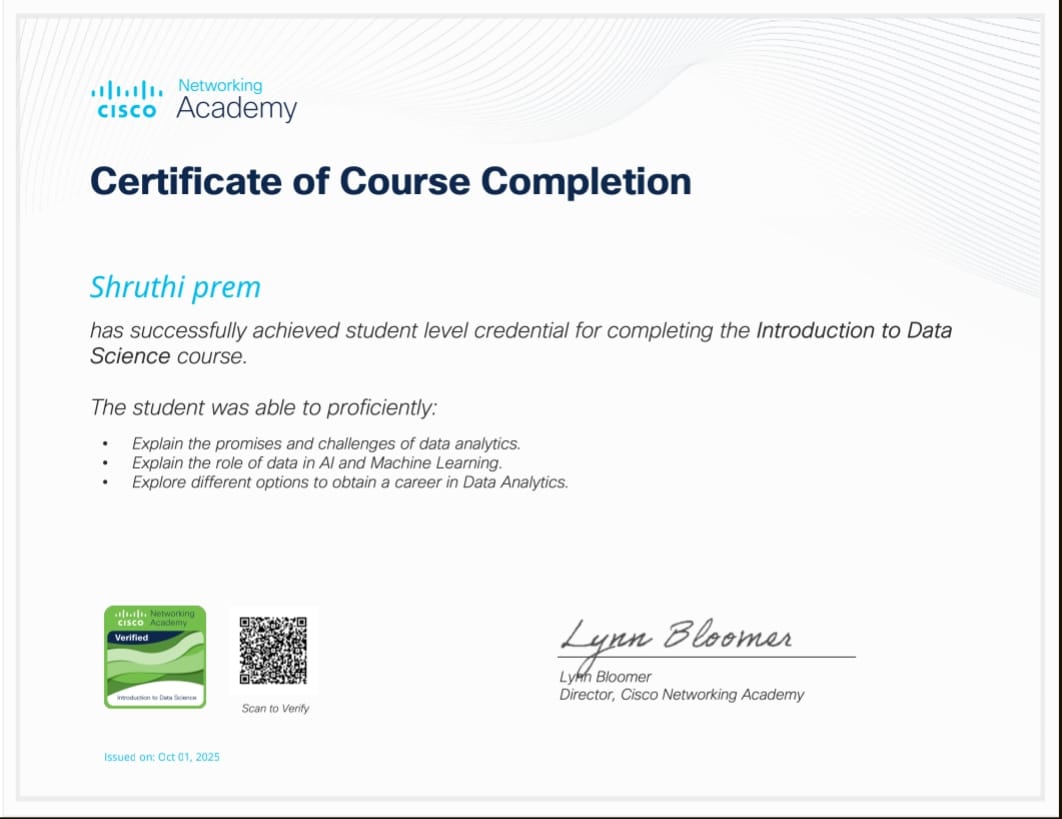 Networking
CISCO Academy
Certificate of Course Completion
Shruthi prem
has successfully achieved student level credential for completing the Introduction to Data
Science course.
The student was able to proficiently:
• Explain the promises and challenges of data analytics.
• Explain the role of data in AI and Machine Learning.
• Explore different options to obtain a career in Data Analytics.
Networking
CISCO Academy
Verified
Introduction to Data Science
Scan to Verify
Lynn Bloomer
Lynn Bloomer
Director, Cisco Networking Academy
Issued on: Oct 01, 2025